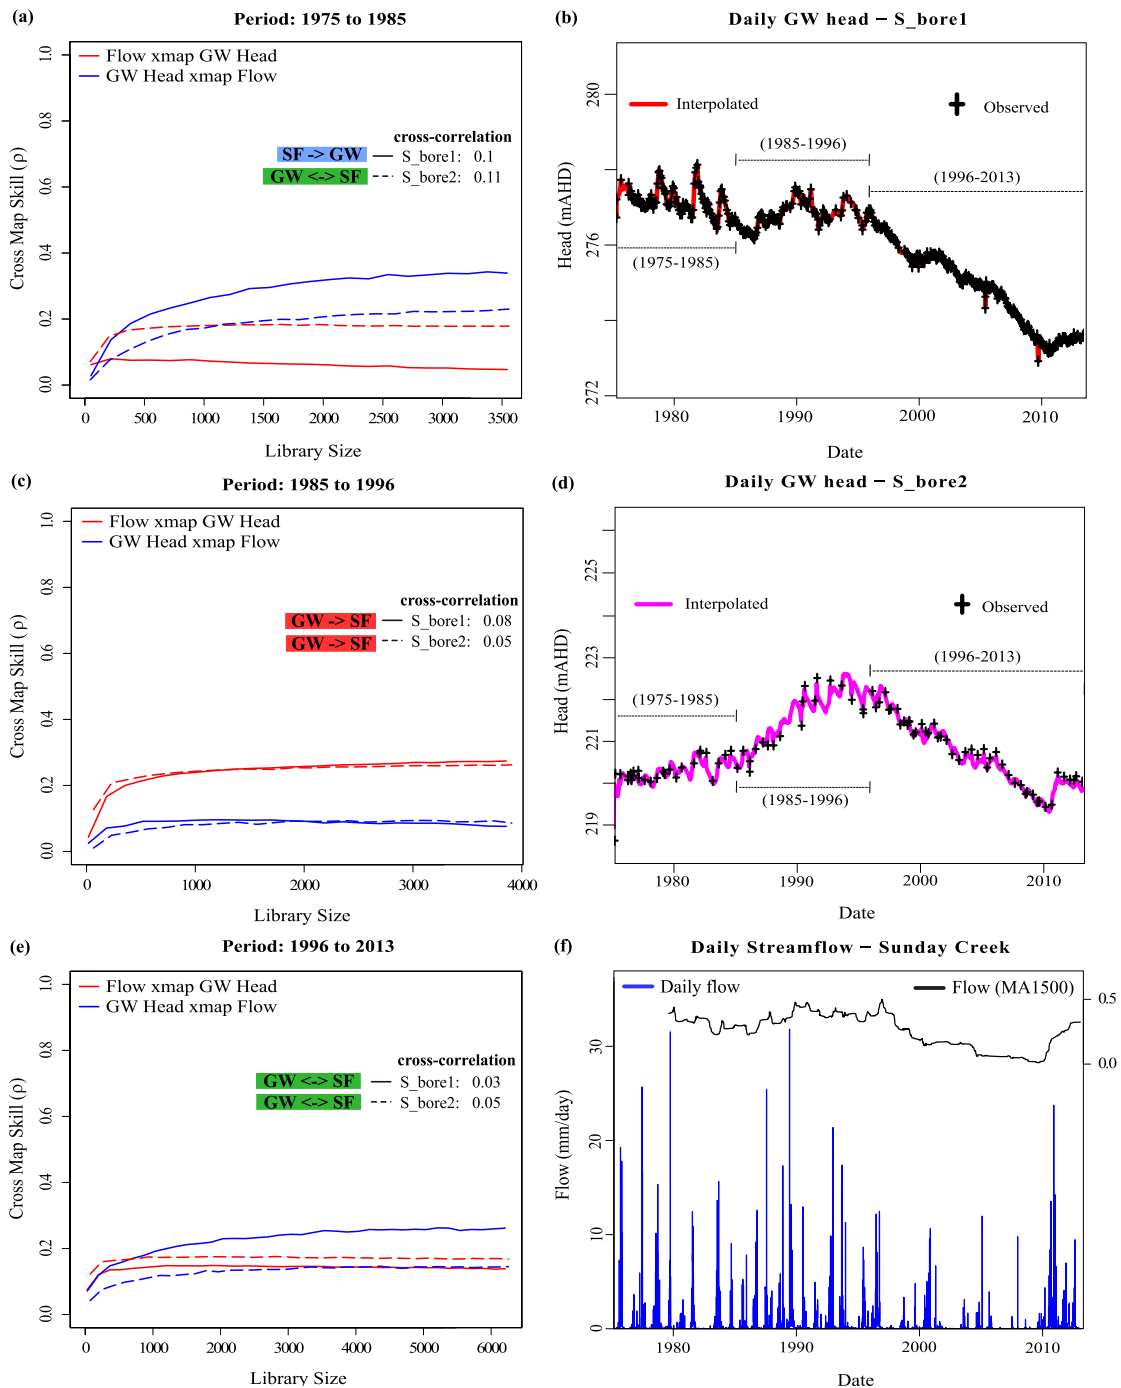 (a)
Period: 1975 to 1985
Cross Map Skill (ρ)
1.0
0.8
0.6
0.4
0.2
0.0
Flow xmap GW Head
GW Head xmap Flow
cross-correlation
SF -> GW
S_bore1: 0.1
GW <-> SF
S_bore2: 0.11
0
500
1000
1500
2000
2500
3000
3500
Library Size
(b)
Daily GW head – S_bore1
Head (mAHD)
280
276
272
Interpolated
Observed
(1985-1996)
(1996-2013)
(1975-1985)
1980
1990
2000
2010
Date
(c)
Period: 1985 to 1996
Cross Map Skill (ρ)
1.0
0.8
0.6
0.4
0.2
0.0
Flow xmap GW Head
GW Head xmap Flow
cross-correlation
GW -> SF
S_bore1: 0.08
GW -> SF
S_bore2: 0.05
0
1000
2000
3000
4000
Library Size
(d)
Daily GW head – S_bore2
Head (mAHD)
225
223
221
219
Interpolated
Observed
(1996-2013)
(1975-1985)
(1985-1996)
1980
1990
2000
2010
Date
(e)
Period: 1996 to 2013
Cross Map Skill (ρ)
1.0
0.8
0.6
0.4
0.2
0.0
Flow xmap GW Head
GW Head xmap Flow
cross-correlation
GW <-> SF
S_bore1: 0.03
GW <-> SF
S_bore2: 0.05
0
1000
2000
3000
4000
5000
6000
Library Size
(f)
Daily Streamflow – Sunday Creek
Flow (mm/day)
30
20
10
0
Daily flow
Flow (MA1500)
0.5
0.0
1980
1990
2000
2010
Date